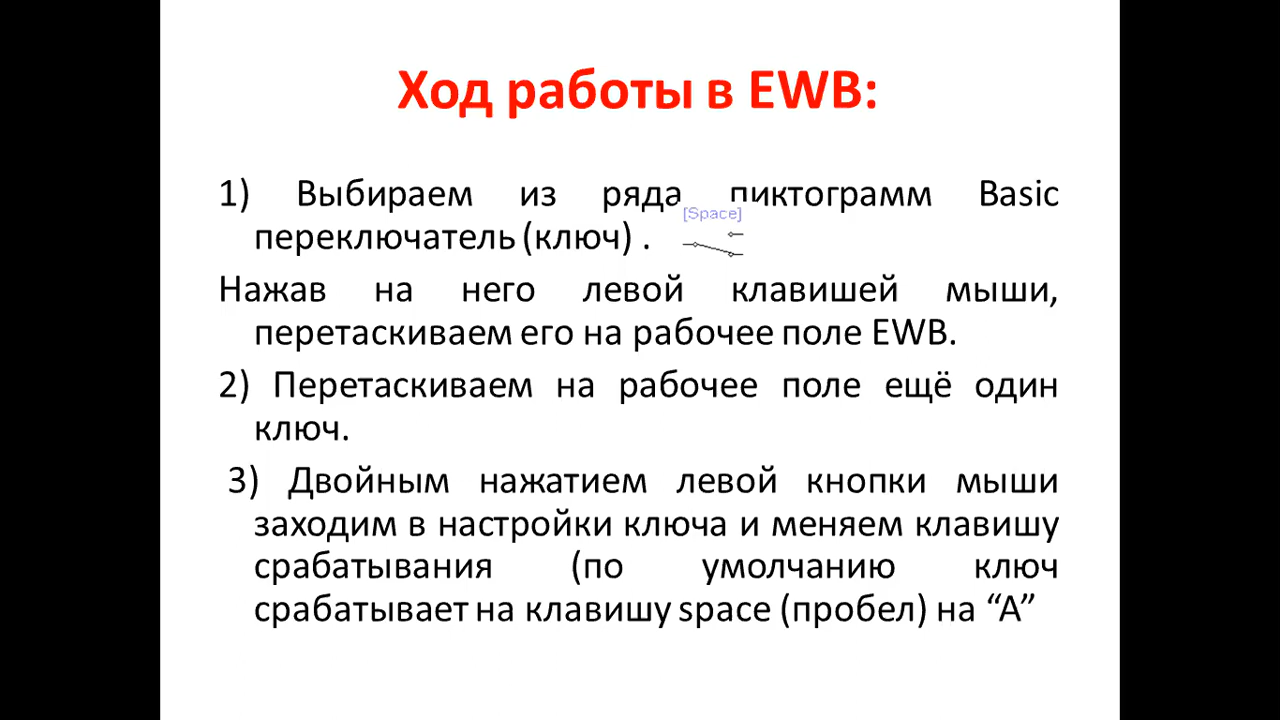 Ход работы в EWB:
1) Выбираем из ряда пиктограмм Basic
[Space]
переключатель (ключ) .
Нажав на него левой клавишей мыши,
перетаскиваем его на рабочее поле EWB.
2) Перетаскиваем на рабочее поле ещё один
ключ.
3) Двойным нажатием левой кнопки мыши
заходим в настройки ключа и меняем клавишу
срабатывания (по умолчанию ключ
срабатывает на клавишу space (пробел) на “A”